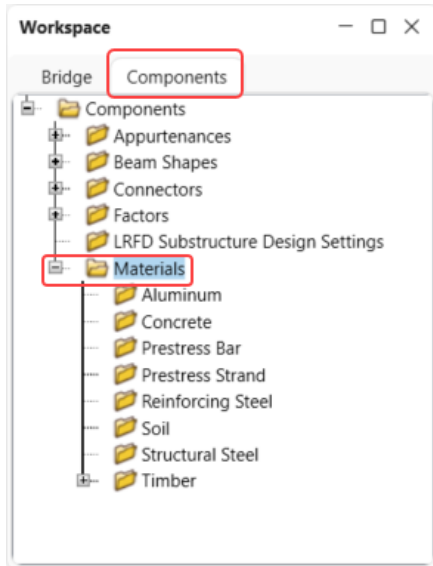 Workspace
Bridge Components
Components
Appurtenances
Beam Shapes
Connectors
Factors
LRFD Substructure Design Settings
Materials
Aluminum
Concrete
Prestress Bar
Prestress Strand
Reinforcing Steel
Soil
Structural Steel
Timber